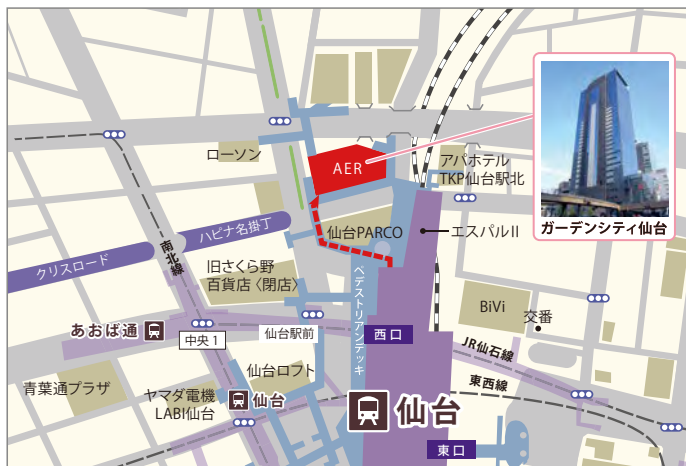 ローソン
AER
アパホテル
TKP仙台駅北
ガーデンシティ仙台
ハピナ名掛丁
クリスロード
南北線
仙台PARCO
エスパルⅡ
旧さくら野
百貨店〈閉店〉
ペデストリアンデッキ
BiVi
交番
あおば通
中央1
仙台駅前
西口
JR仙石線
東西線
仙台ロフト
青葉通プラザ
ヤマダ電機
LABI仙台
仙台
仙台
東口